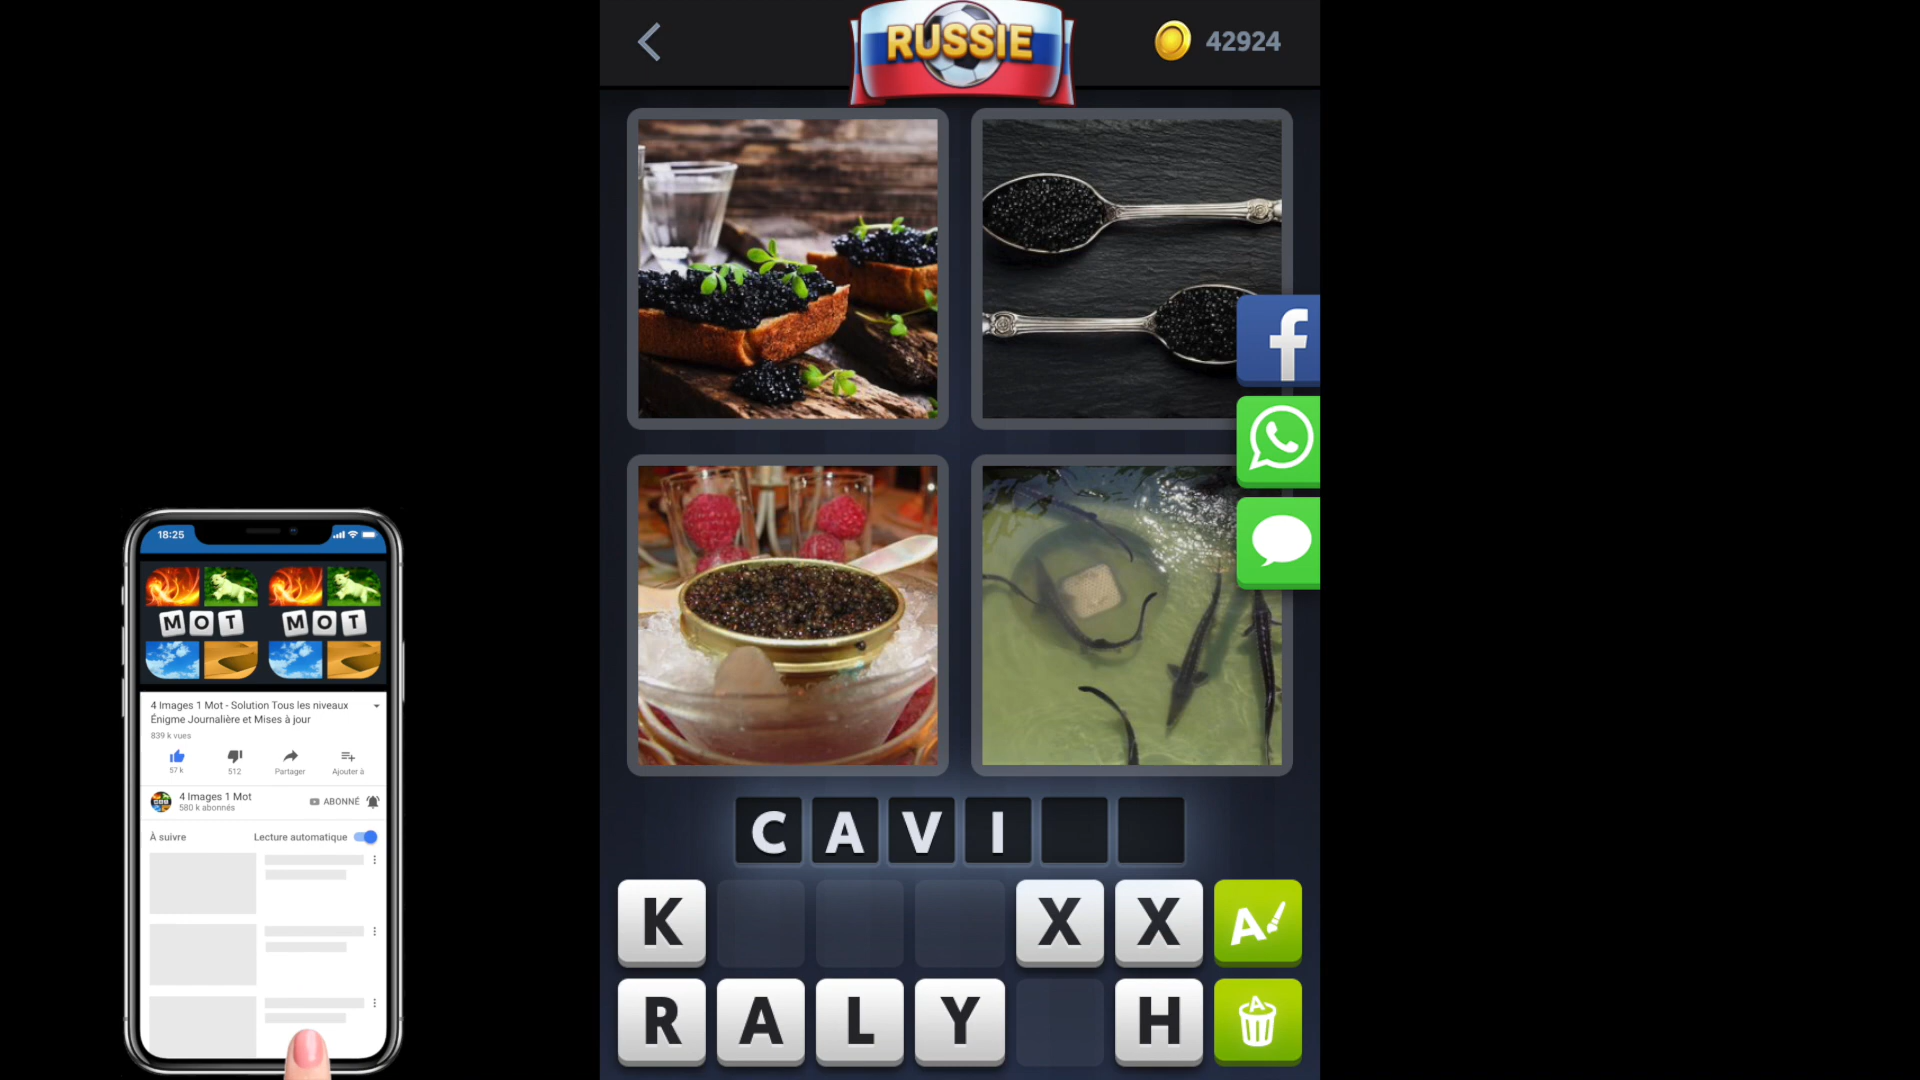 RUSSIE
42924
18:25
MOT MOT
4 Images 1 Mot - Solution Tous les niveaux
Énigme Journalière et Mises à jour
839 k vues
57 k 512 Partager Ajouter à
4 Images 1 Mot
580 k abonnés
ABONNÉ
À suivre Lecture automatique
C A V I
K X X A
R A L Y H A